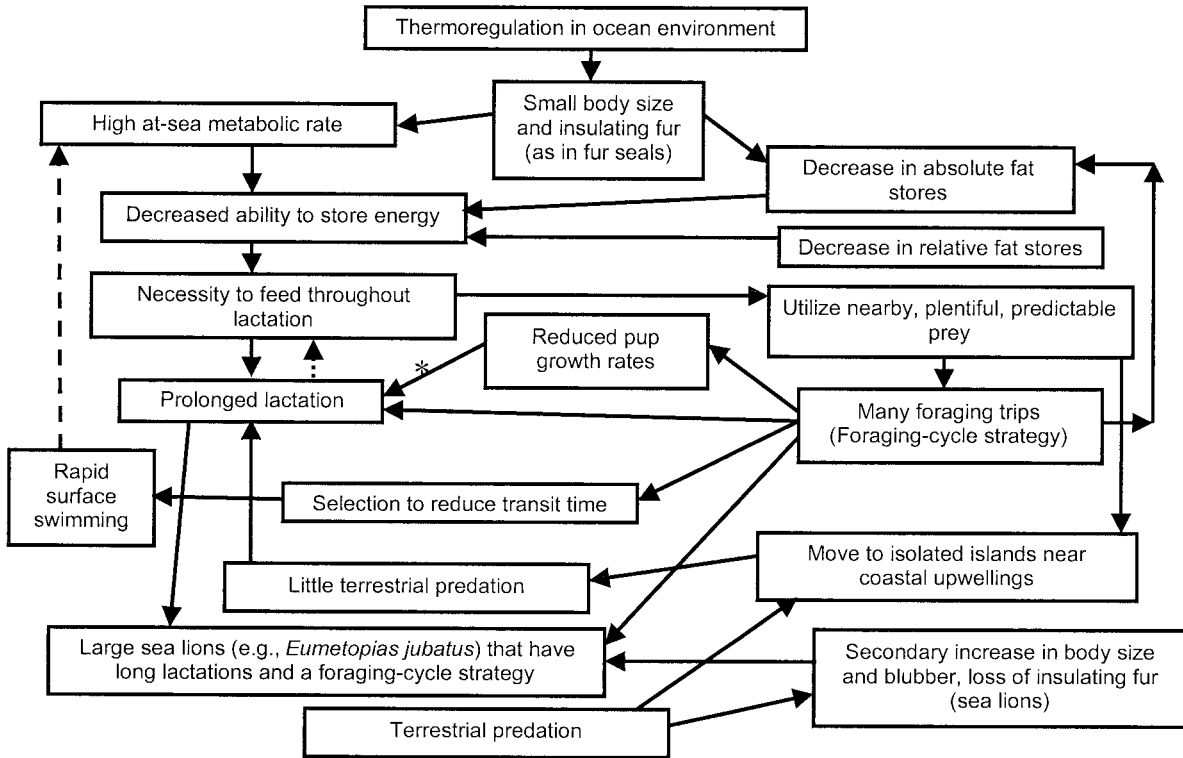 Thermoregulation in ocean environment
Small body size
and insulating fur
(as in fur seals)
High at-sea metabolic rate
Decrease in absolute fat
stores
Decreased ability to store energy
Decrease in relative fat stores
Necessity to feed throughout
lactation
Utilize nearby, plentiful, predictable
prey
Reduced pup
growth rates
*
Prolonged lactation
Many foraging trips
(Foraging-cycle strategy)
Rapid
surface
swimming
Selection to reduce transit time
Move to isolated islands near
coastal upwellings
Little terrestrial predation
Large sea lions (e.g., Eumetopias jubatus) that have
long lactations and a foraging-cycle strategy
Secondary increase in body size
and blubber, loss of insulating fur
(sea lions)
Terrestrial predation